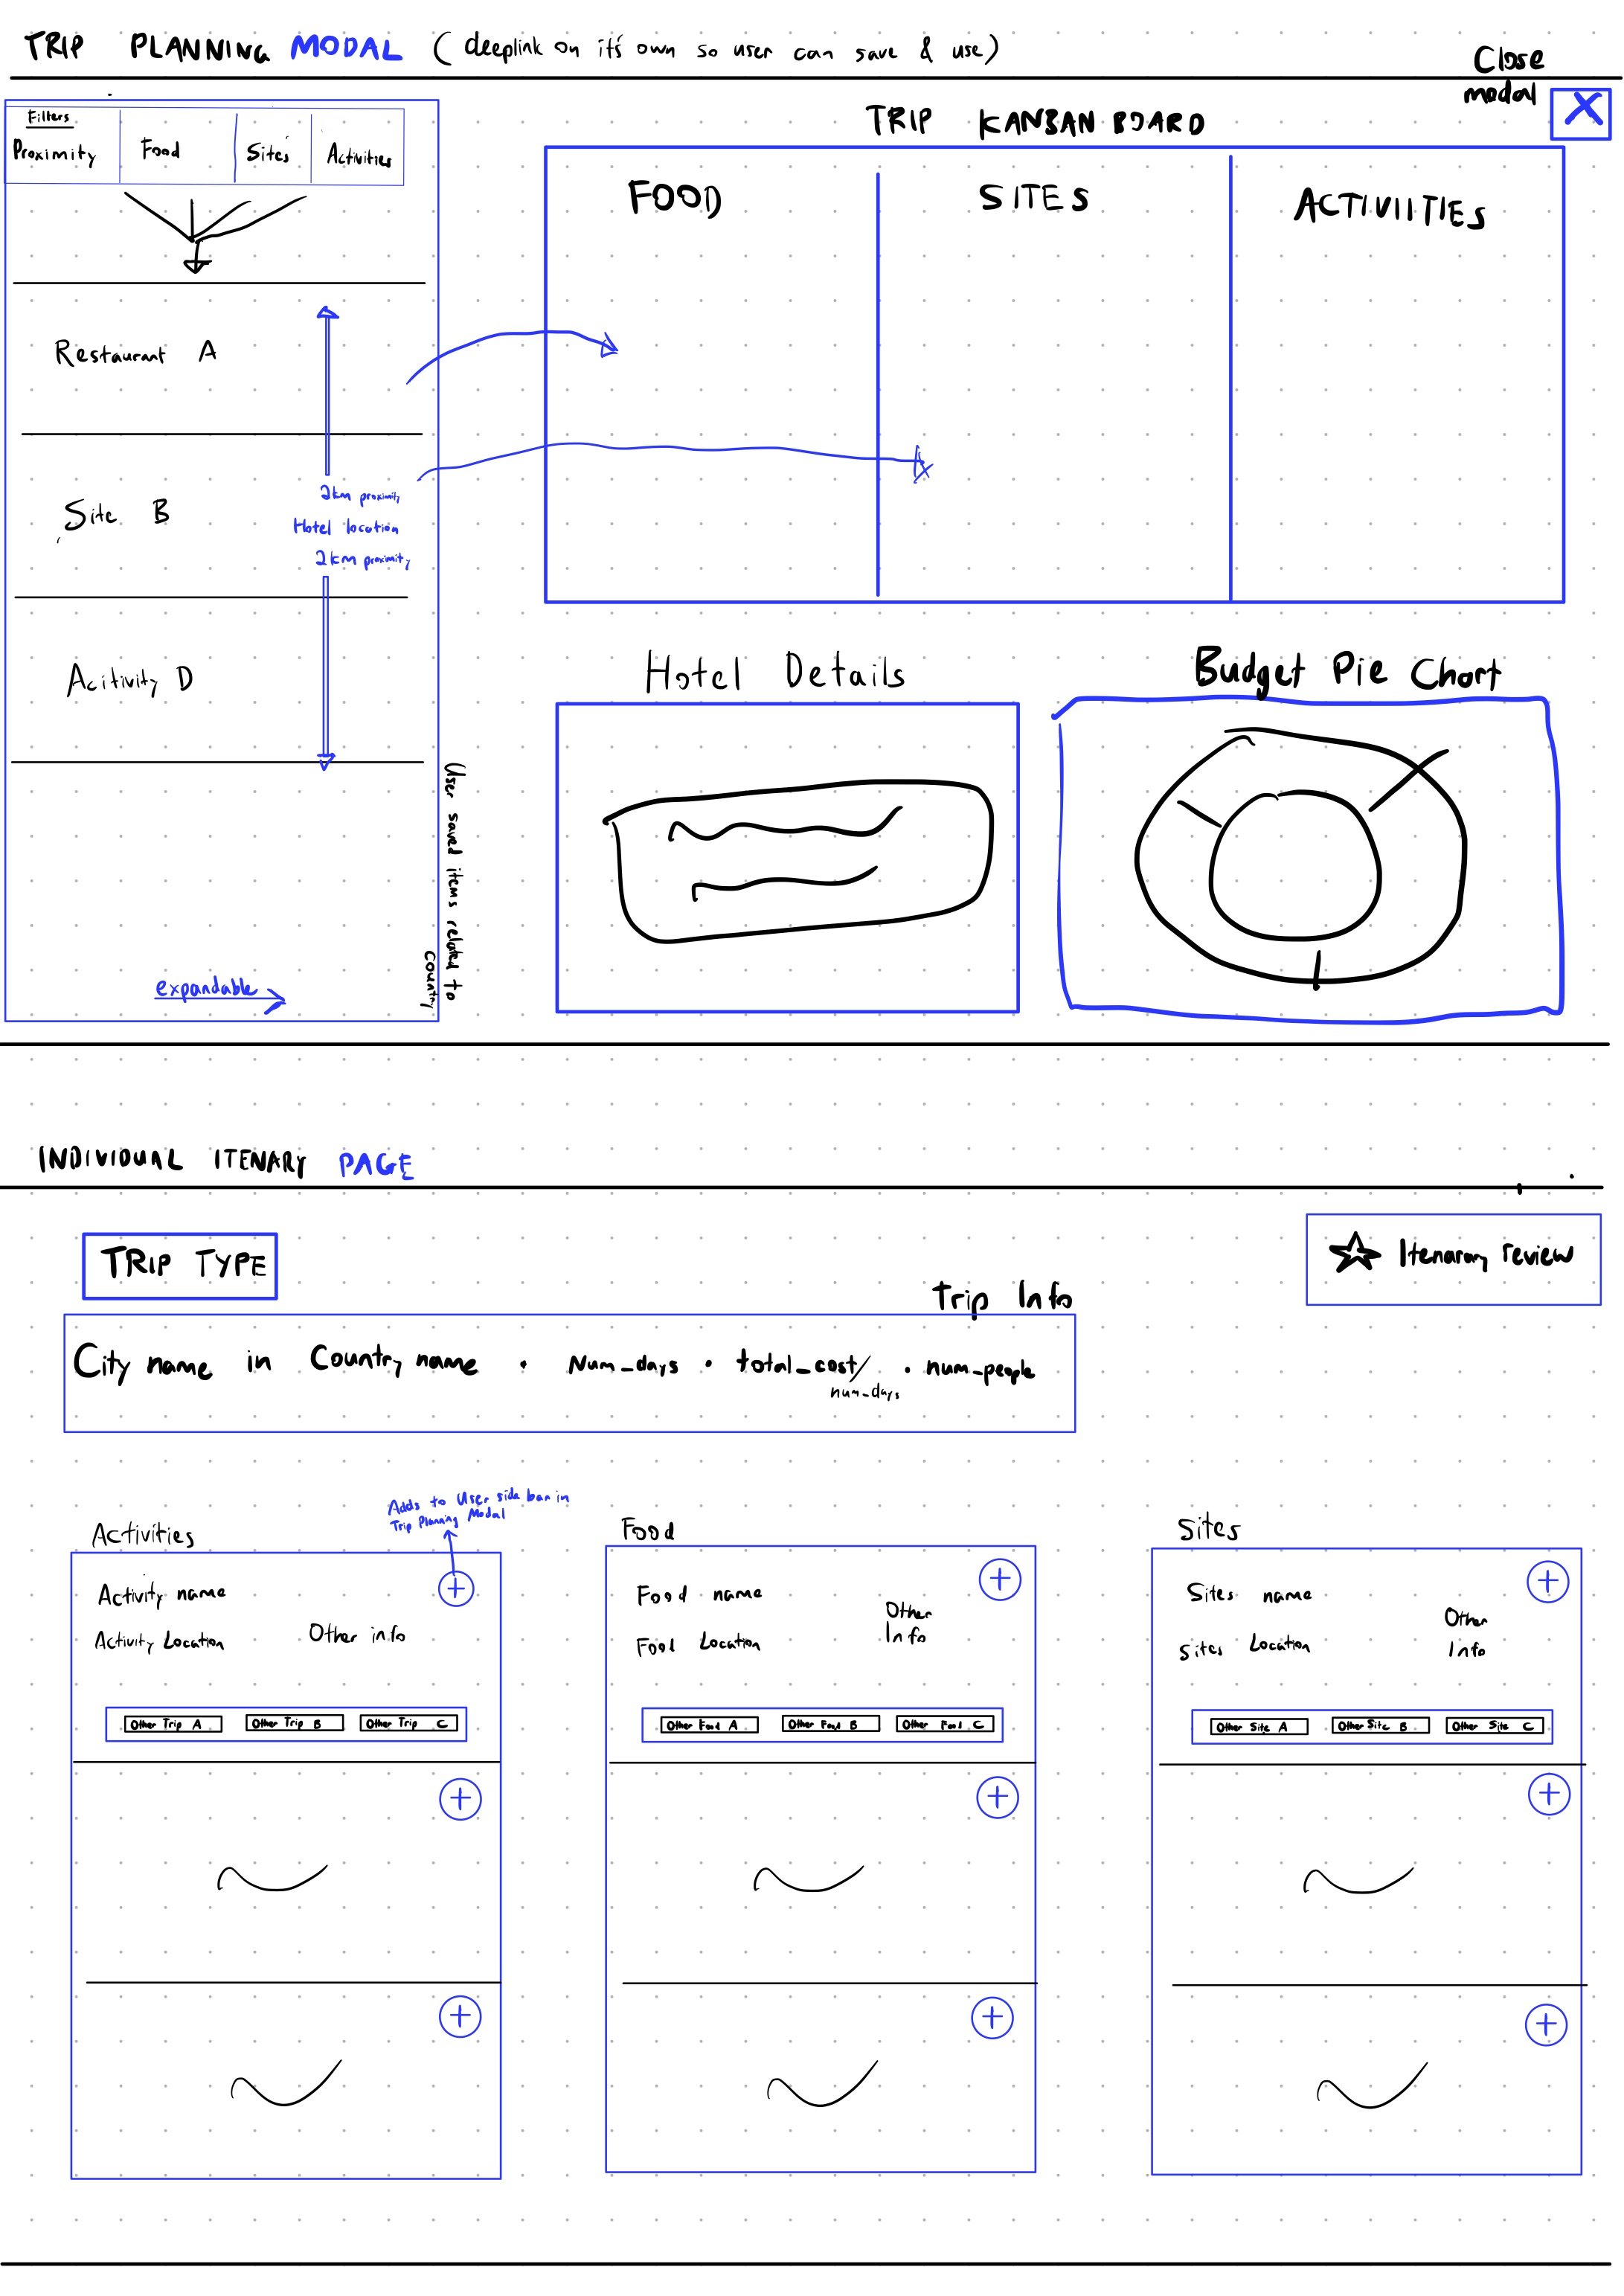 TRIP PLANNING MODAL (deeplink on it's own so user can save & use)
Close
modal
X
Filters
Proximity
Food
Sites
Activities
TRIP KANBAN BOARD
FOOD
SITES
ACTIVIITIES
Restaurant A
Site B
2km proximity
Hotel location
2km proximity
Acitivity D
User saved items related to
country
expandable
Hotel Details
Budget Pie Chart
INDIVIDUAL ITENARY PAGE
TRIP TYPE
Itenarary review
Trip Info
City name in Country name • Num_days • total_cost/
num_days
• num_people
Adds to User side bar in
Trip Planning Modal
Activities
Activity name
Activity Location
Other info
+
Other Trip A
Other Trip B
Other Trip C
+
+
Food
Food name
Food Location
Other
Info
+
Other Food A
Other Food B
Other Food C
+
+
Sites
Sites name
Sites Location
Other
Info
+
Other Site A
Other Site B
Other Site C
+
+